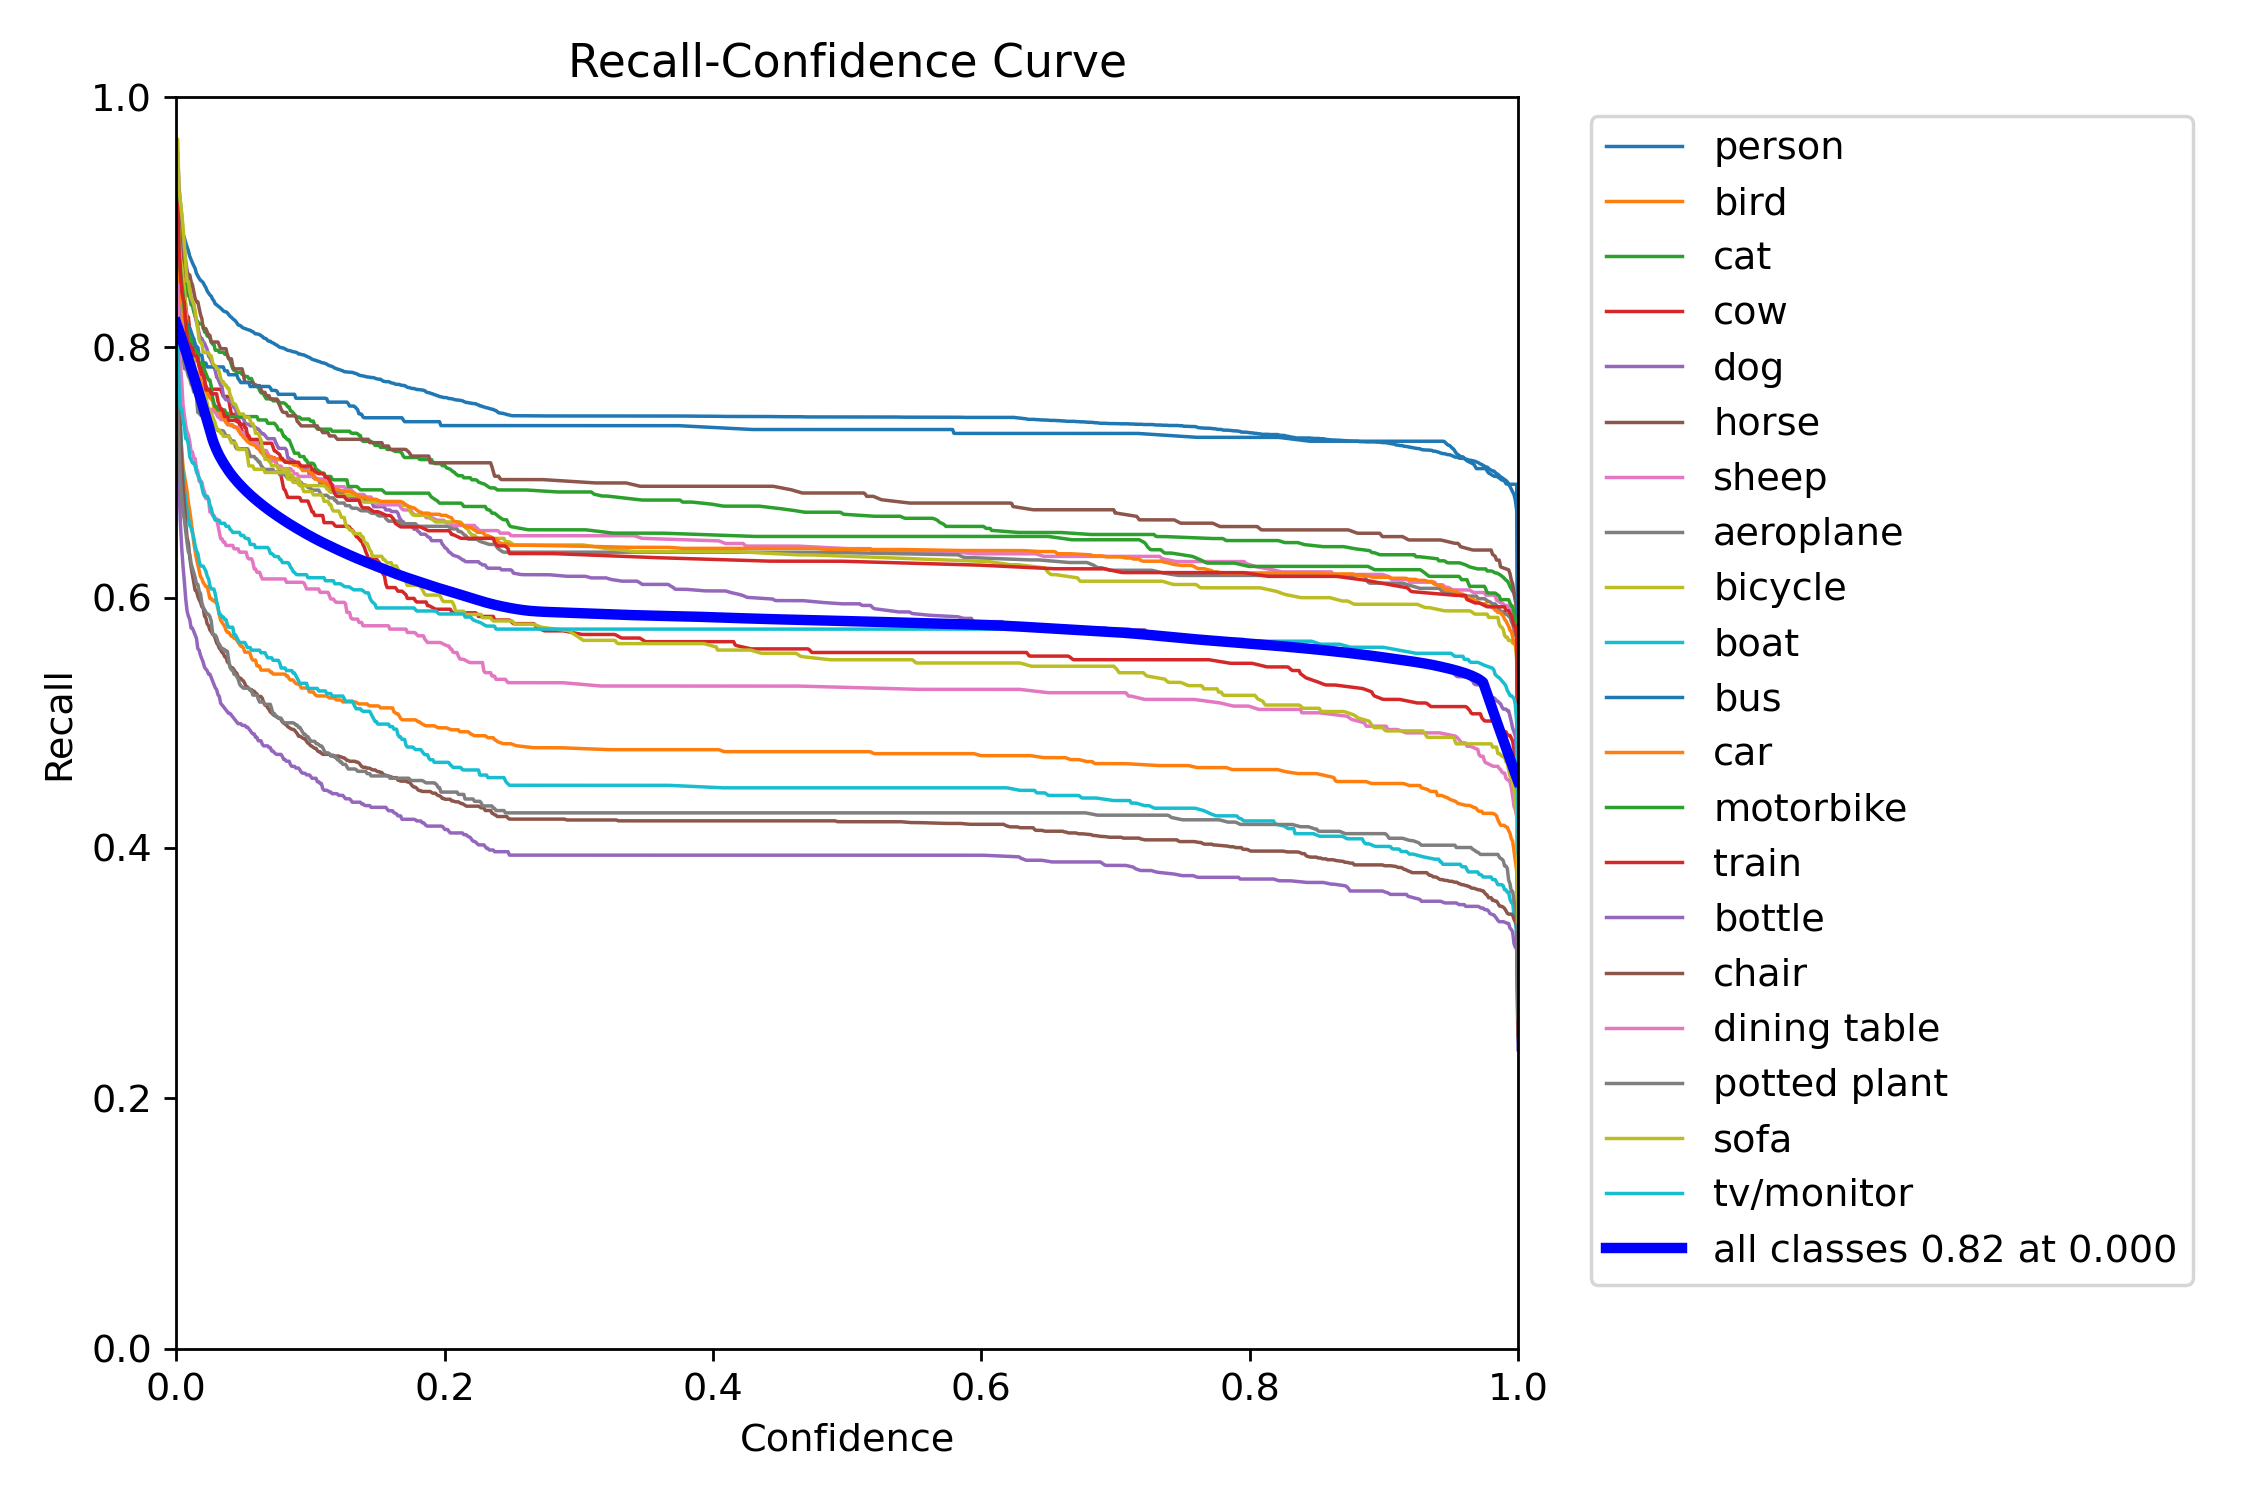 Recall-Confidence Curve
1.0
0.8
0.6
0.4
0.2
0.0
Recall
0.0 0.2 0.4 0.6 0.8 1.0
Confidence
person
bird
cat
cow
dog
horse
sheep
aeroplane
bicycle
boat
bus
car
motorbike
train
bottle
chair
dining table
potted plant
sofa
tv/monitor
all classes 0.82 at 0.000